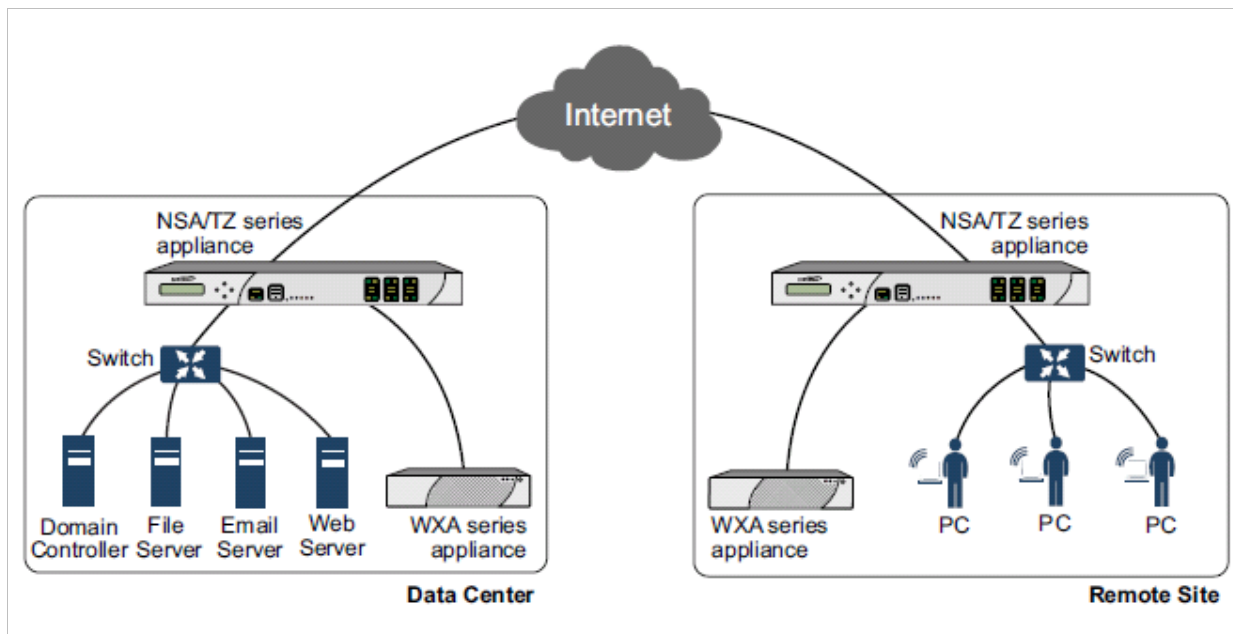 Internet
NSA/TZ series
appliance
Switch
Domain
Controller
File
Server
Email
Server
Web
Server
WXA series
appliance
Data Center
NSA/TZ series
appliance
Switch
WXA series
appliance
PC
PC
PC
Remote Site